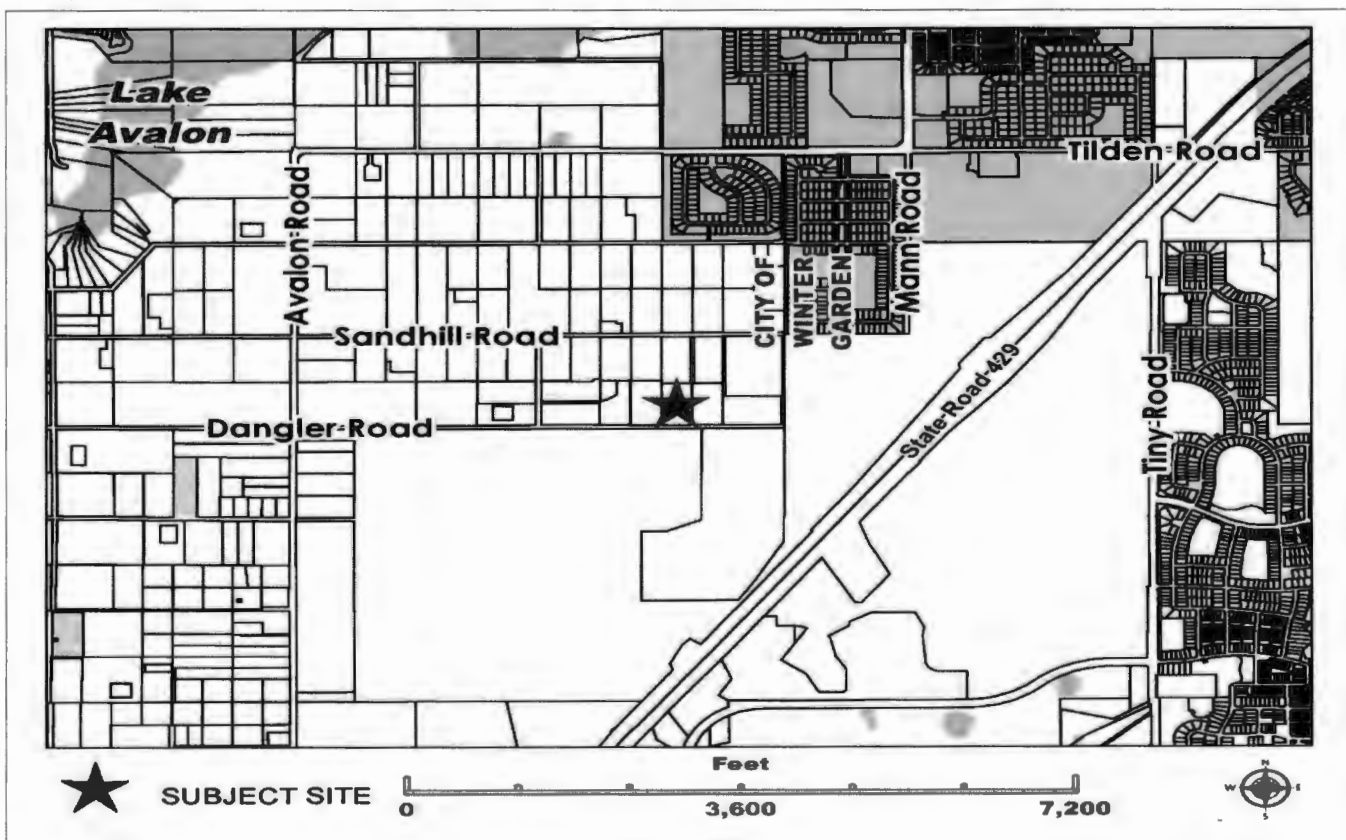 Lake
Avalon
Tilden Road
Avalon Road
CITY OF
WINTER
GARDEN
Mann Road
Sandhill Road
State Road 429
Dangler Road
Tiny Road
SUBJECT SITE
Feet
0
3,600
7,200
N
W
E
S